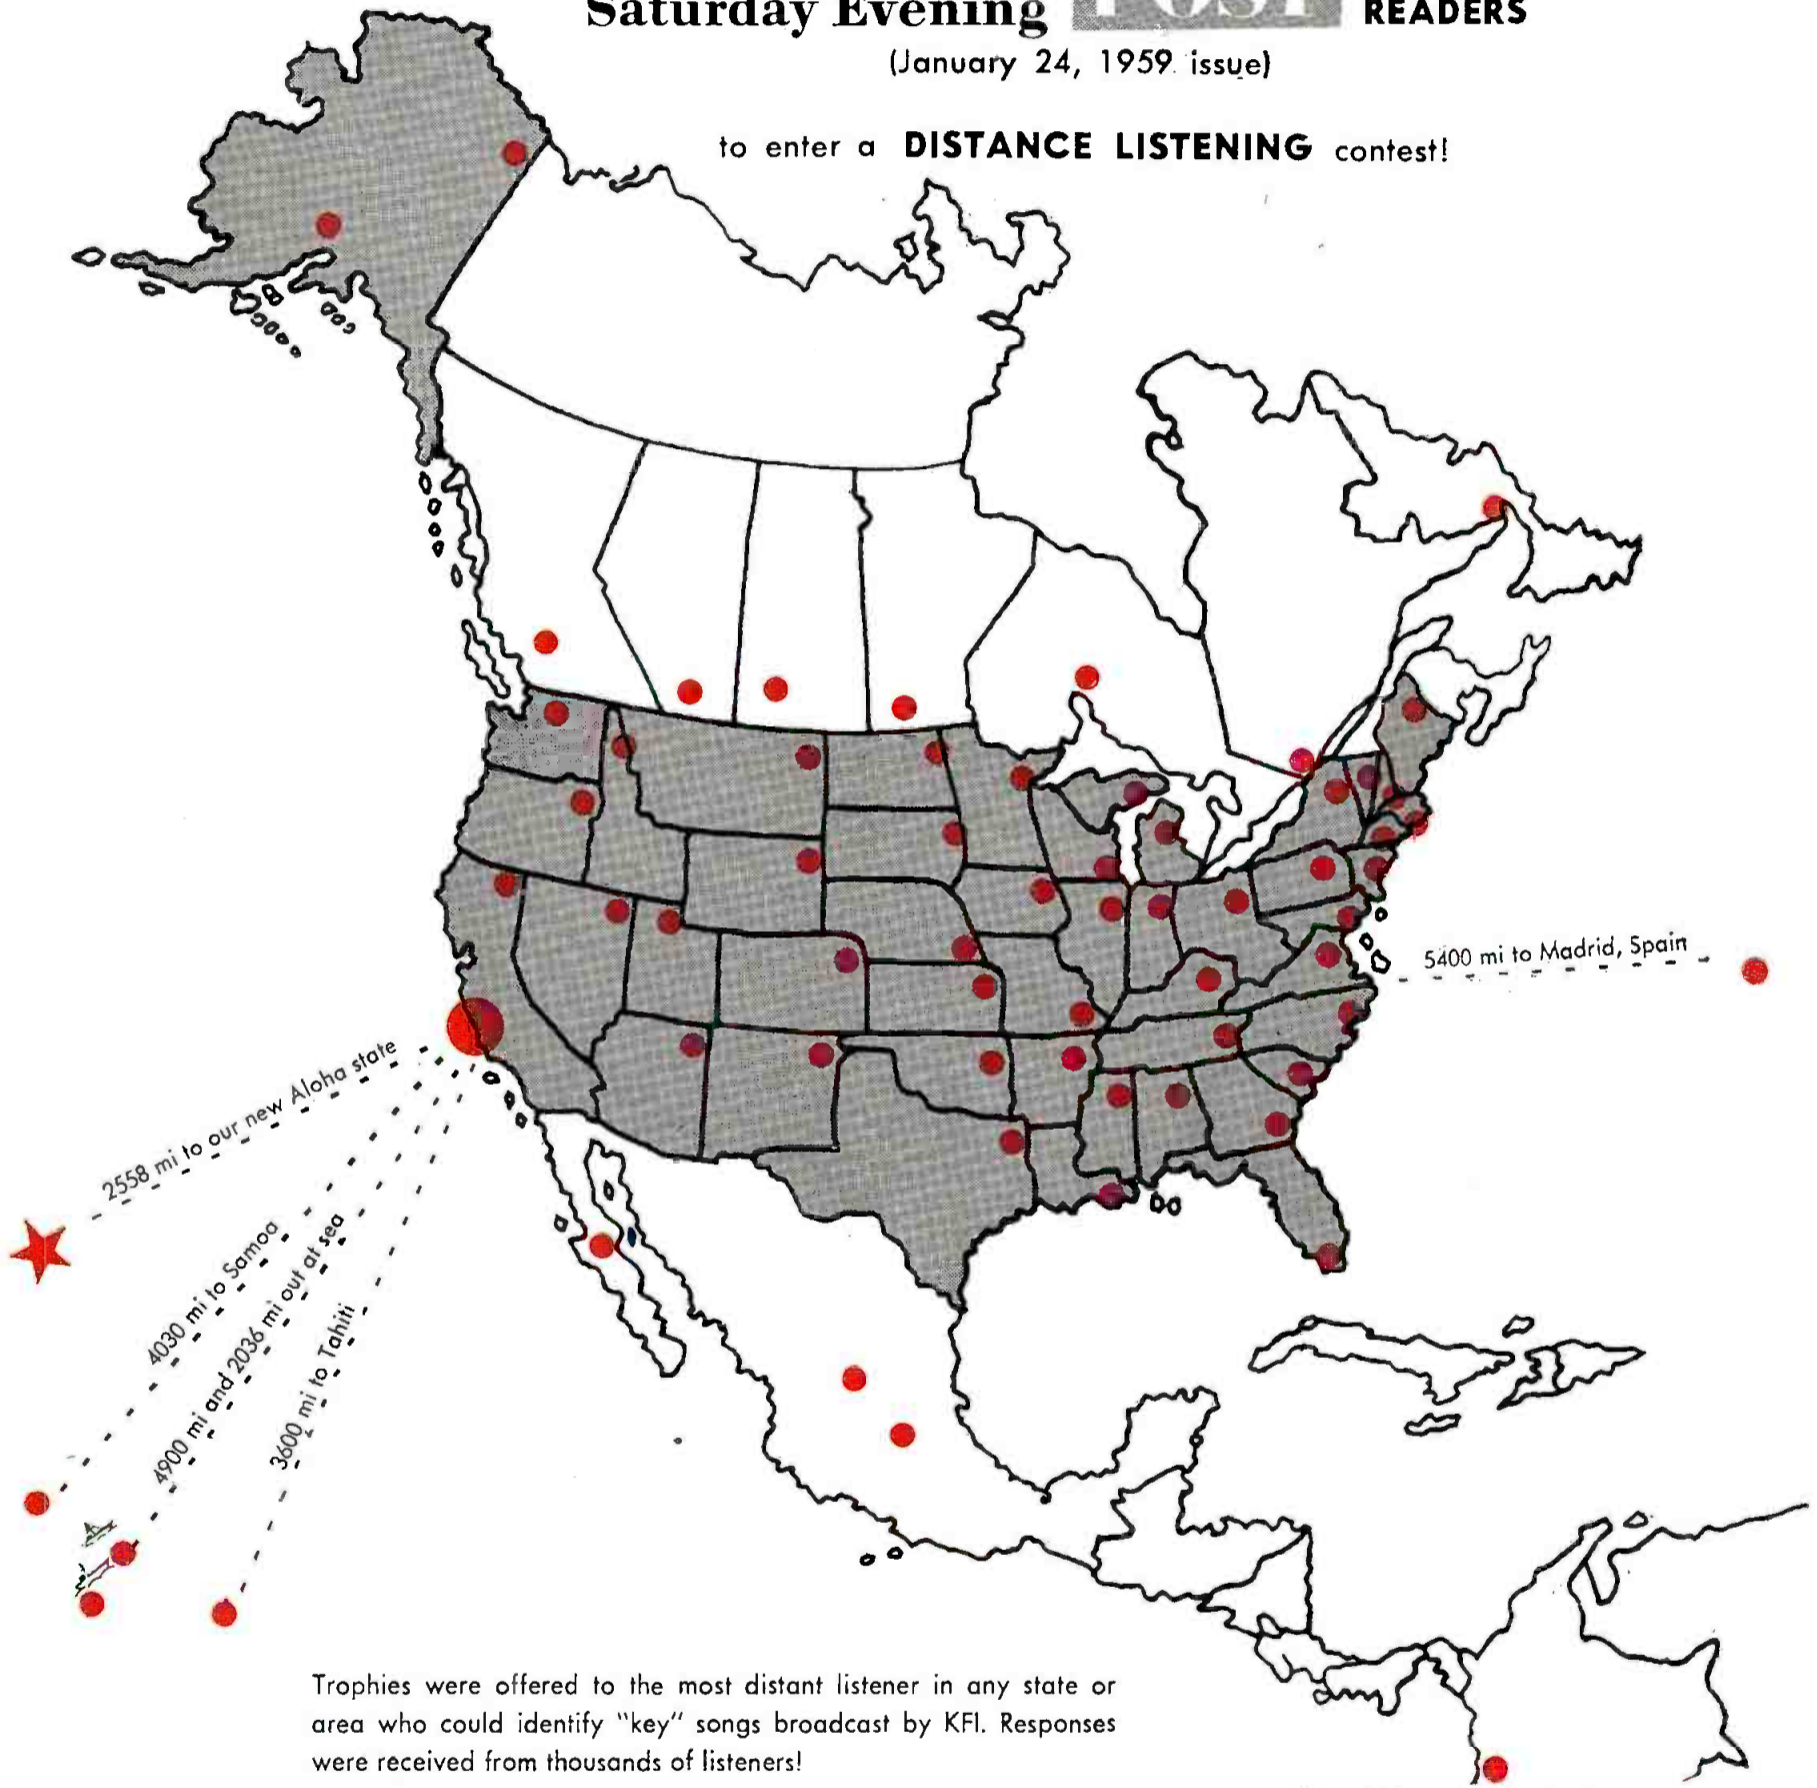 Saturday Evening POST READERS
(January 24, 1959 issue)
to enter a DISTANCE LISTENING contest!
5400 mi to Madrid, Spain
2558 mi to our new Aloha state
4030 mi to Samoa
4900 mi and 2036 mi out at sea
3600 mi to Tahiti
Trophies were offered to the most distant listener in any state or
area who could identify "key" songs broadcast by KFI. Responses
were received from thousands of listeners!